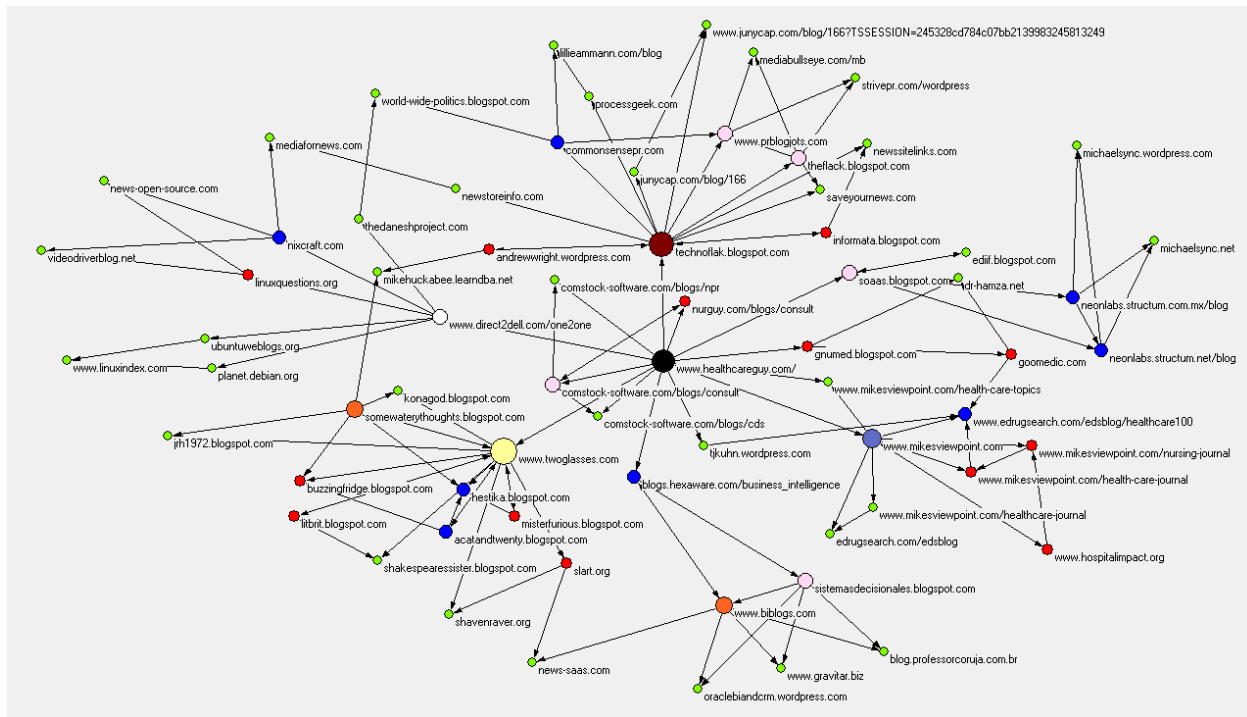 www.junycap.com/blog/166?TSSESSION=245328cd784c07bb2139983245813249
lillieammann.com/blog
mediabullseye.com/mb
strivepr.com/wordpress
world-wide-politics.blogspot.com
processgeek.com
mediafornews.com
www.prblogjots.com
commonsensepr.com
newssitelinks.com
michaelsync.wordpress.com
theflack.blogspot.com
junycap.com/blog/166
news-open-source.com
newstoreinfo.com
saveyournews.com
thedaneshproject.com
nixcraft.com
informata.blogspot.com
michaelsync.net
videodriverblog.net
andrewwright.wordpress.com
technoflak.blogspot.com
ediif.blogspot.com
linuxquestions.org
mikehuckabee.learndba.net
comstock-software.com/blogs/npr
soaas.blogspot.com
dr-hamza.net
nurguy.com/blogs/consult
neonlabs.structum.com.mx/blog
www.direct2dell.com/one2one
ubuntuweblogs.org
gnumed.blogspot.com
neonlabs.structum.net/blog
goomedic.com
www.linuxindex.com
planet.debian.org
www.healthcareguy.com/
www.mikesviewpoint.com/health-care-topics
comstock-software.com/blogs/consult
konagod.blogspot.com
somewaterythoughts.blogspot.com
comstock-software.com/blogs/cds
www.edrugsearch.com/edsblog/healthcare100
jrh1972.blogspot.com
www.twoglasses.com
tjkuhn.wordpress.com
www.mikesviewpoint.com
www.mikesviewpoint.com/nursing-journal
www.mikesviewpoint.com/health-care-journal
buzzingfridge.blogspot.com
hestika.blogspot.com
blogs.hexaware.com/business_intelligence
litbrit.blogspot.com
misterfurious.blogspot.com
www.mikesviewpoint.com/healthcare-journal
acatandtwenty.blogspot.com
edrugsearch.com/edsblog
www.hospitalimpact.org
shakespearessister.blogspot.com
slart.org
sistemasdecisionales.blogspot.com
www.biblogs.com
shavenraver.org
blog.professorcoruja.com.br
news-saas.com
www.gravitar.biz
oraclebiandcrm.wordpress.com